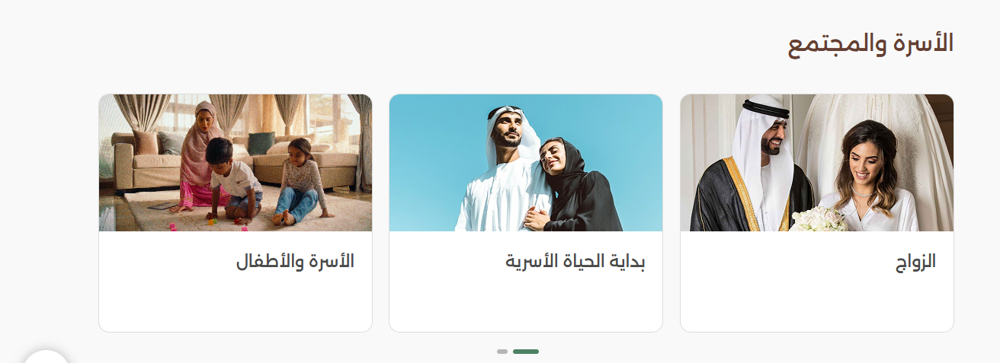 الأسرة والمجتمع
الزواج
بداية الحياة الأسرية
الأسرة والأطفال